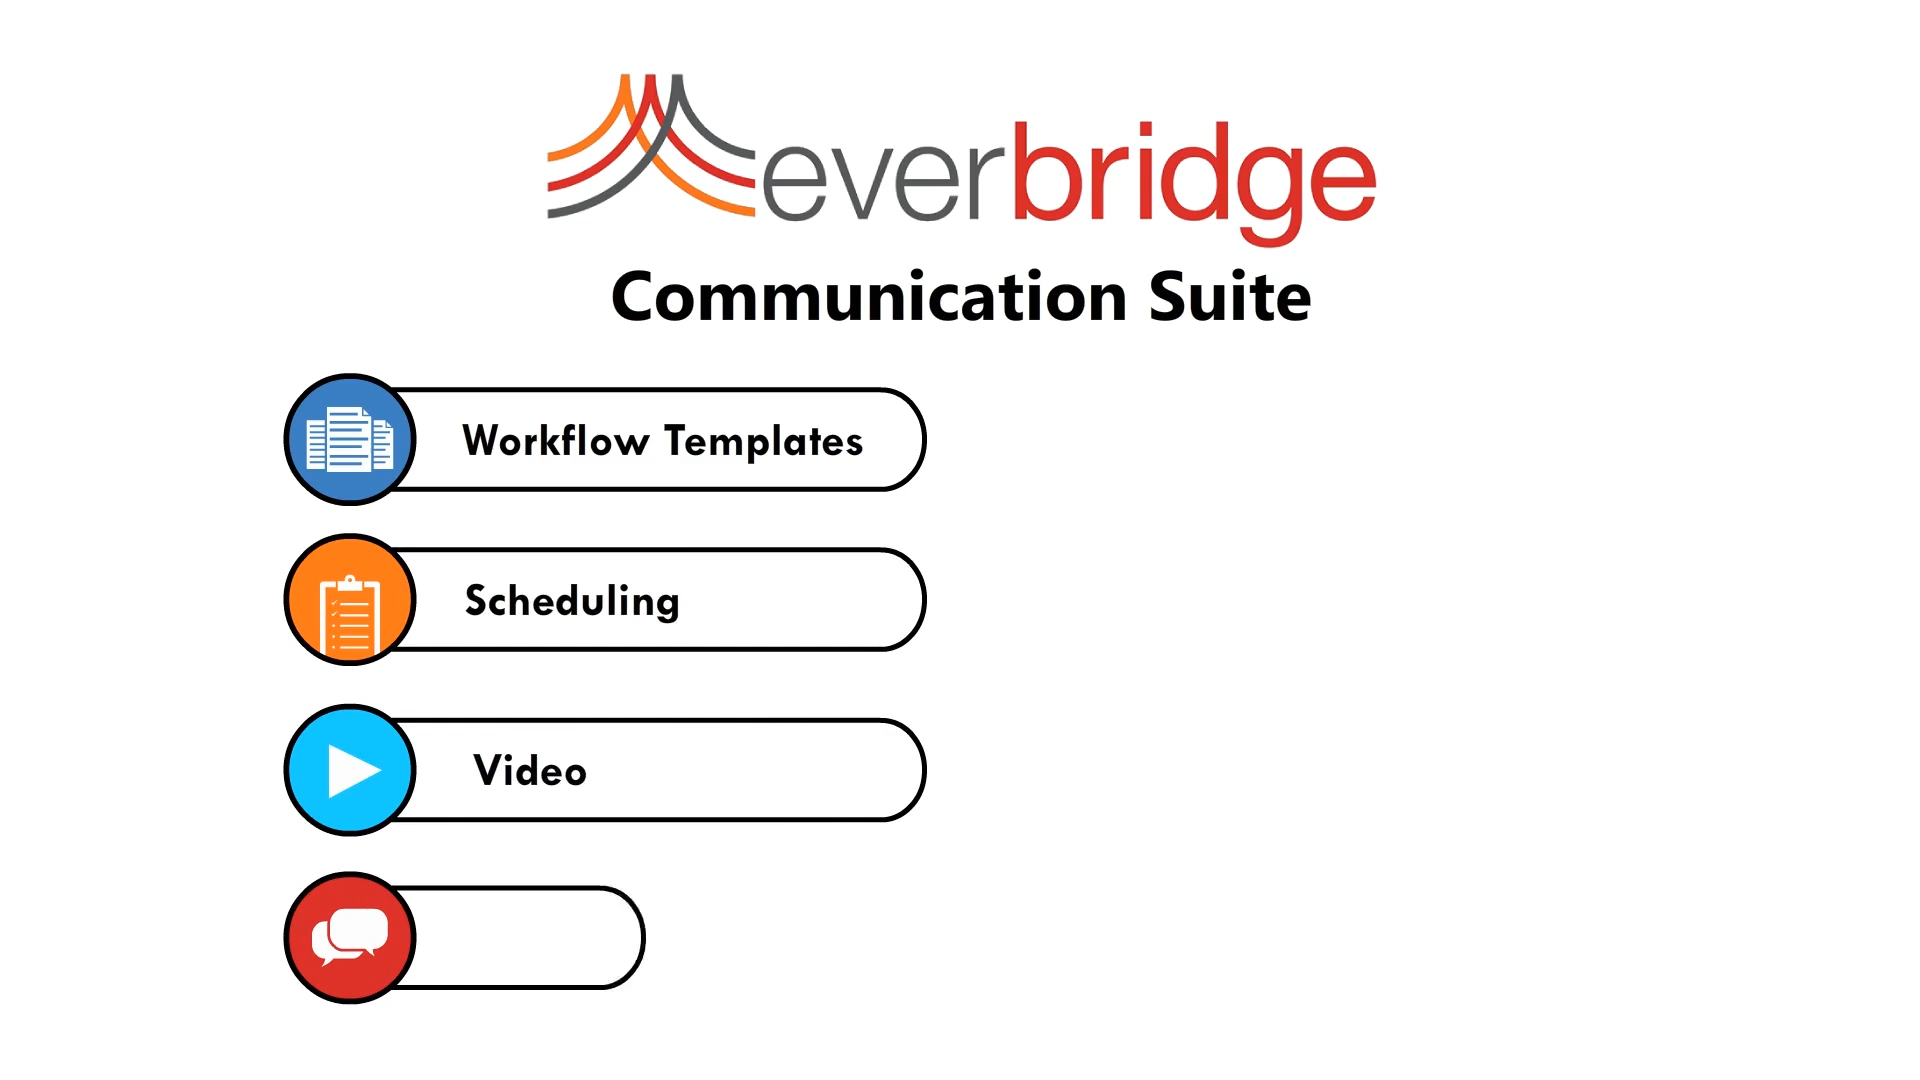 everbridge
Communication Suite
Workflow Templates
Scheduling
Video